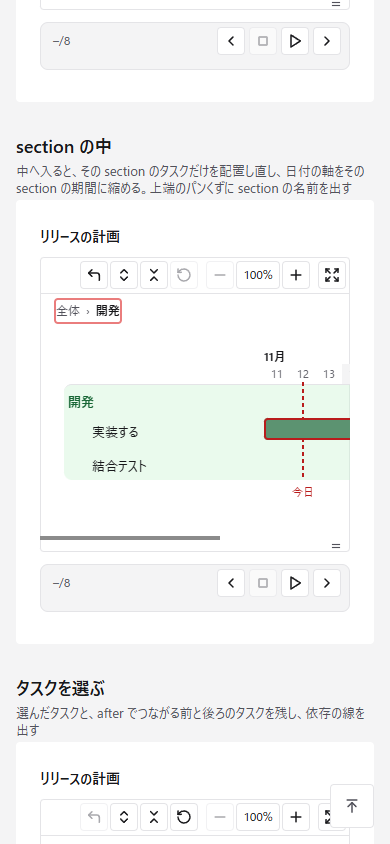 –/8
section の中
中へ入ると、その section のタスクだけを配置し直し、日付の軸をその
section の期間に縮める。上端のパンくずに section の名前を出す
リリースの計画
100%
全体 › 開発
11月
11 12 13
開発
実装する
結合テスト
今日
–/8
タスクを選ぶ
選んだタスクと、after でつながる前と後ろのタスクを残し、依存の線を
出す
リリースの計画
100%